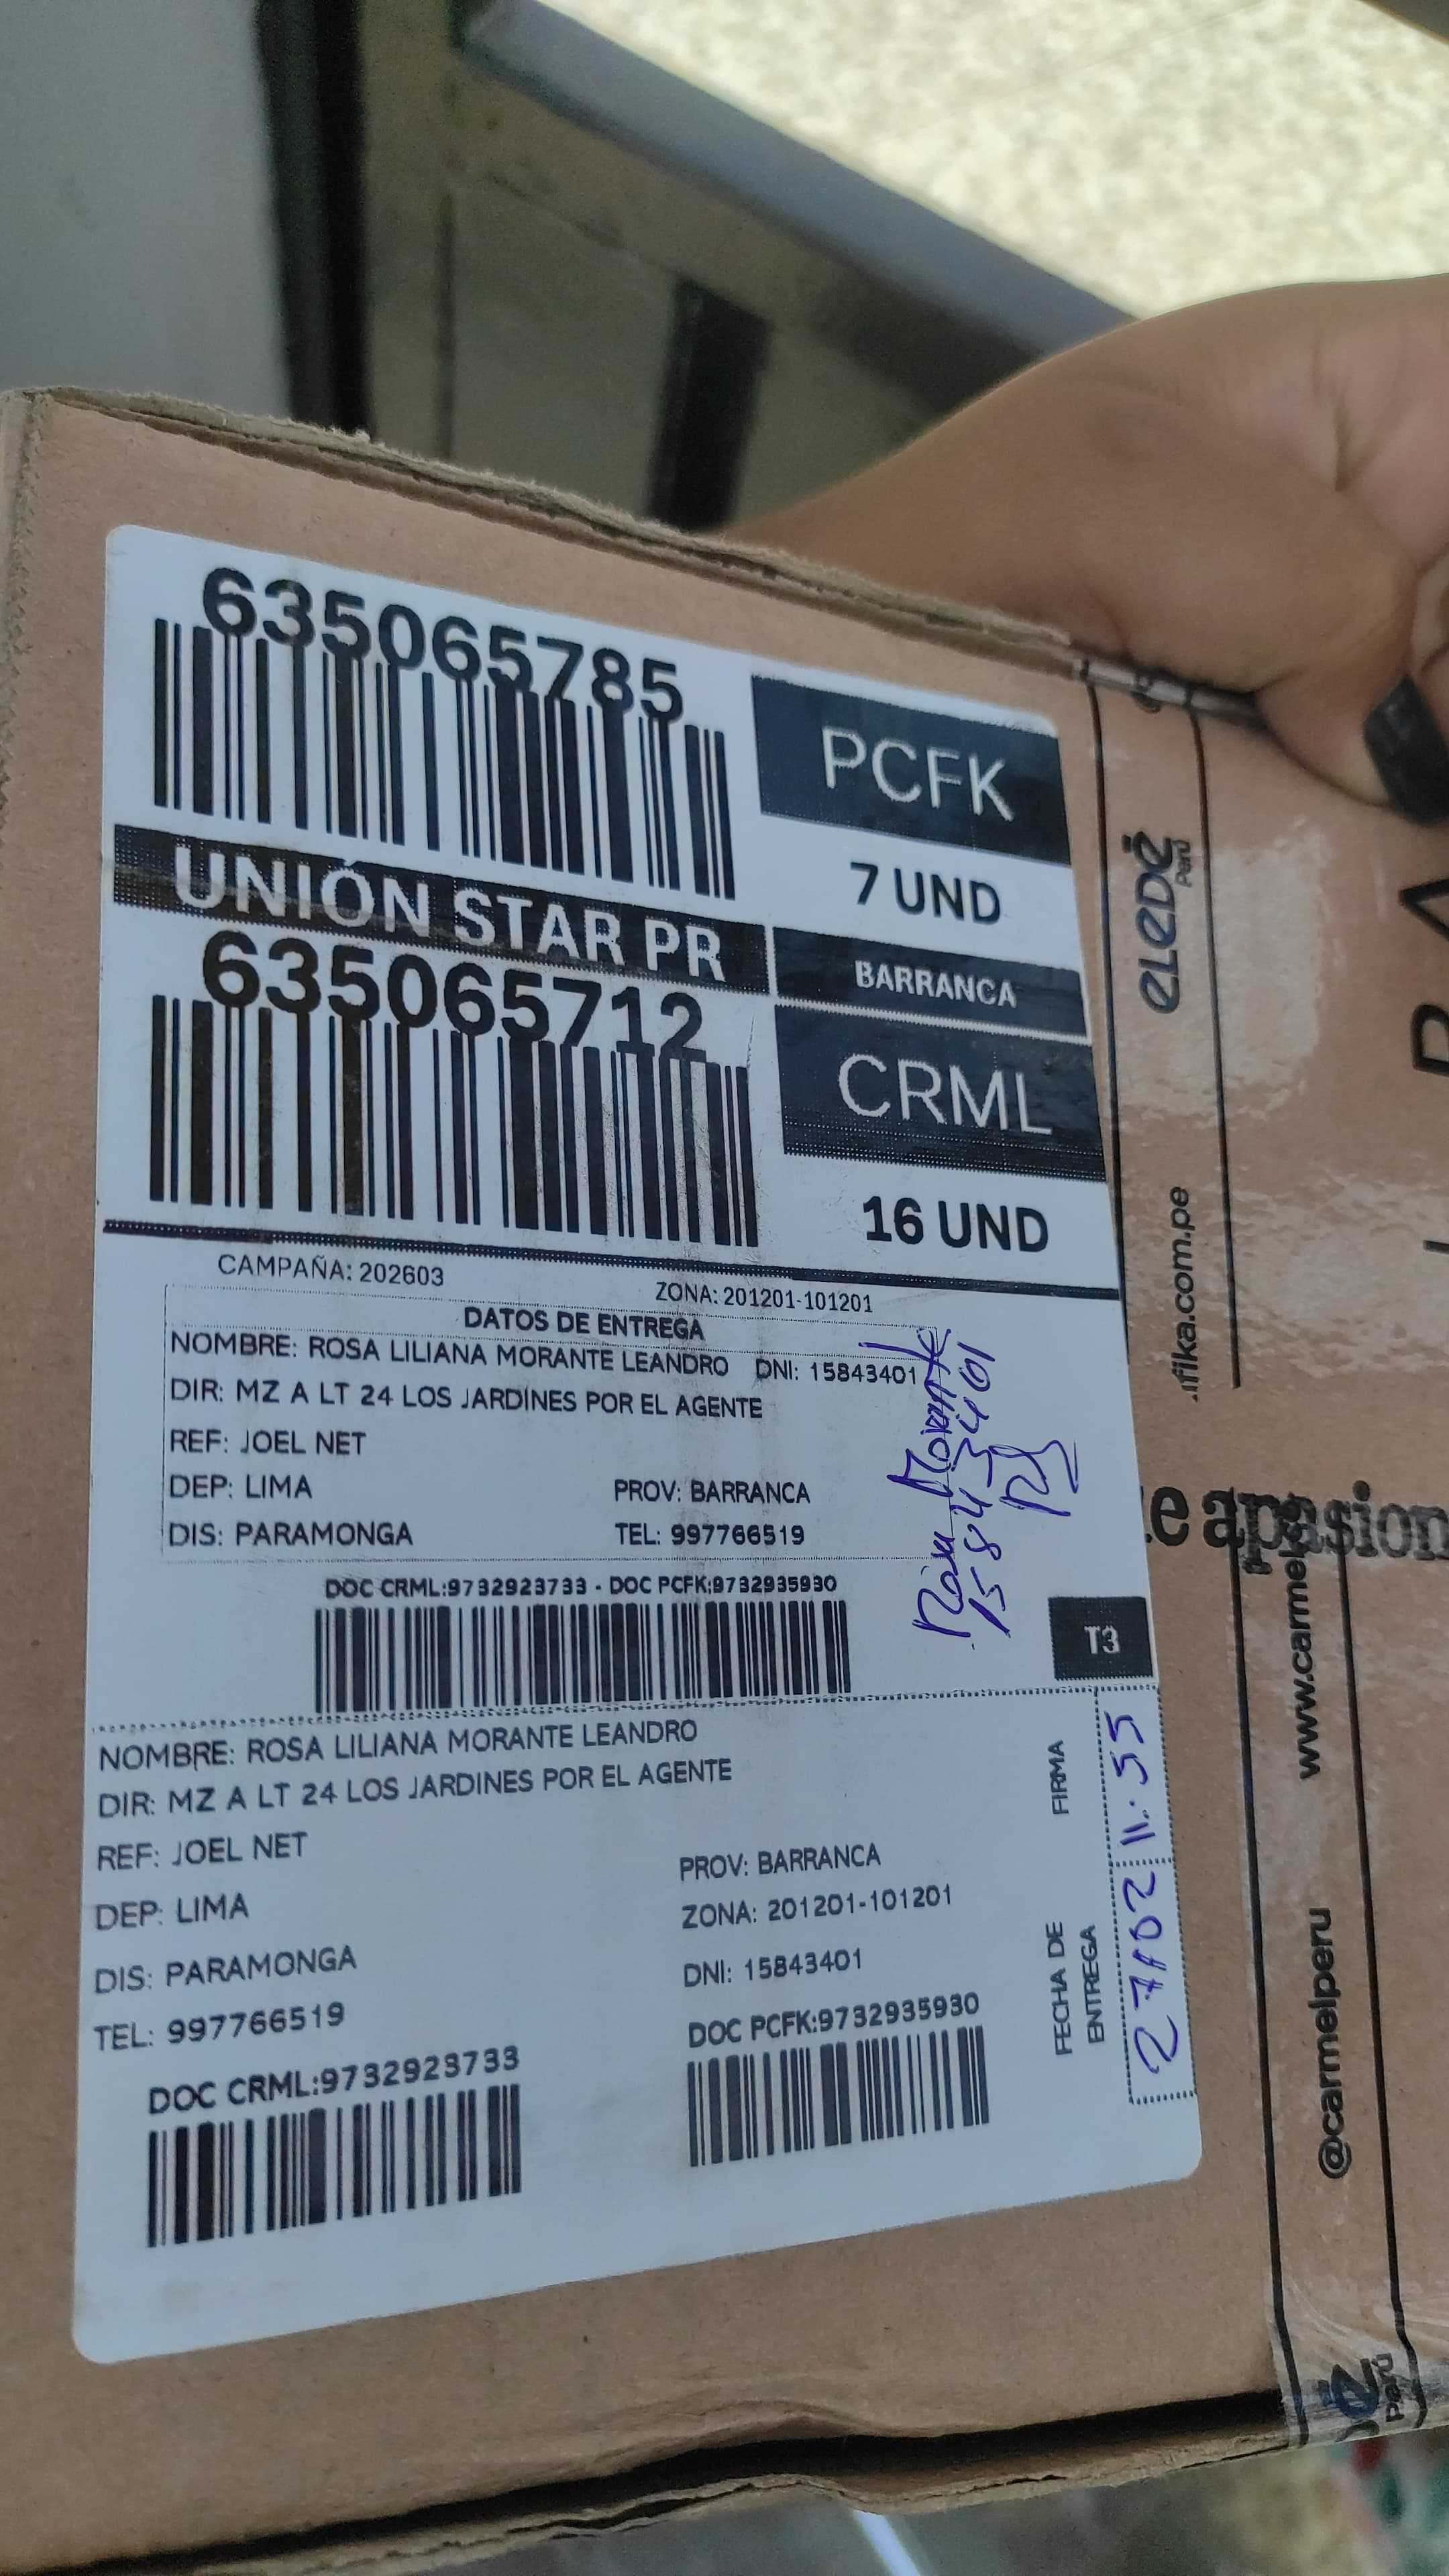 635065785
PCFK
7 UND
UNIÓN STAR PR
BARRANCA
635065712
CRML
16 UND
CAMPAÑA: 202603
ZONA: 201201-101201
DATOS DE ENTREGA
NOMBRE: ROSA LILIANA MORANTE LEANDRO DNI: 15843401
DIR: MZ A LT 24 LOS JARDINES POR EL AGENTE
REF: JOEL NET
DEP: LIMA PROV: BARRANCA
DIS: PARAMONGA TEL: 997766519
DOC CRML:9732923733 - DOC PCFK:9732935930
Rosa Morante
15843401
T3
NOMBRE: ROSA LILIANA MORANTE LEANDRO
DIR: MZ A LT 24 LOS JARDINES POR EL AGENTE
REF: JOEL NET
DEP: LIMA
DIS: PARAMONGA
TEL: 997766519
DOC CRML:9732923733
PROV: BARRANCA
ZONA: 201201-101201
DNI: 15843401
DOC PCFK:9732935930
FIRMA
11:55
FECHA DE
ENTREGA
27/02
eLeDé
Perú
ifika.com.pe
e apassion
www.carmel
@carmelperu
Perú